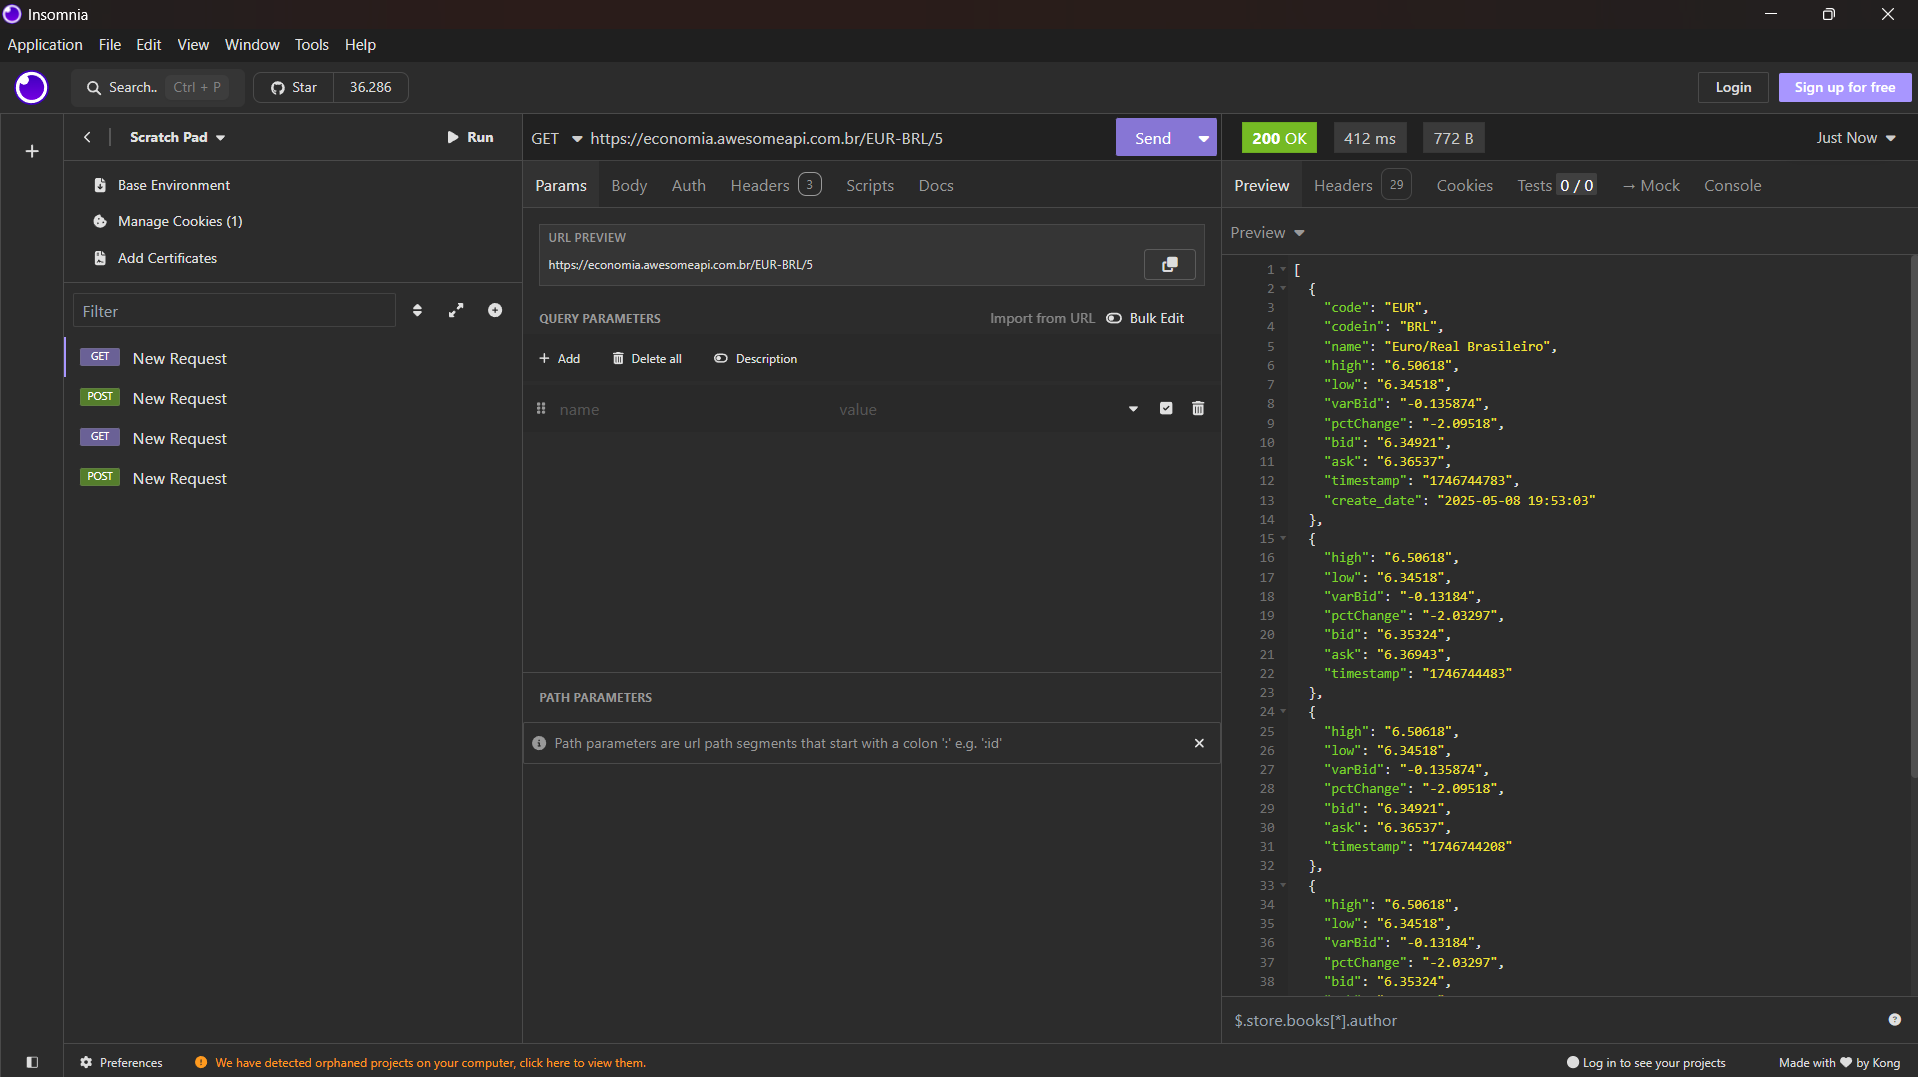 Insomnia
Application File Edit View Window Tools Help
Search.. Ctrl + P Star 36.286 Login Sign up for free
Scratch Pad Run
Base Environment
Manage Cookies (1)
Add Certificates
Filter
GET New Request
POST New Request
GET New Request
POST New Request
GET https://economia.awesomeapi.com.br/EUR-BRL/5 Send
Params Body Auth Headers 3 Scripts Docs
URL PREVIEW
https://economia.awesomeapi.com.br/EUR-BRL/5
QUERY PARAMETERS Import from URL Bulk Edit
Add Delete all Description
name value
PATH PARAMETERS
Path parameters are url path segments that start with a colon ':' e.g. ':id'
200 OK 412 ms 772 B Just Now
Preview Headers 29 Cookies Tests 0 / 0 → Mock Console
Preview
1 [
2 {
3 "code": "EUR",
4 "codein": "BRL",
5 "name": "Euro/Real Brasileiro",
6 "high": "6.50618",
7 "low": "6.34518",
8 "varBid": "-0.135874",
9 "pctChange": "-2.09518",
10 "bid": "6.34921",
11 "ask": "6.36537",
12 "timestamp": "1746744783",
13 "create_date": "2025-05-08 19:53:03"
14 },
15 {
16 "high": "6.50618",
17 "low": "6.34518",
18 "varBid": "-0.13184",
19 "pctChange": "-2.03297",
20 "bid": "6.35324",
21 "ask": "6.36943",
22 "timestamp": "1746744483"
23 },
24 {
25 "high": "6.50618",
26 "low": "6.34518",
27 "varBid": "-0.135874",
28 "pctChange": "-2.09518",
29 "bid": "6.34921",
30 "ask": "6.36537",
31 "timestamp": "1746744208"
32 },
33 {
34 "high": "6.50618",
35 "low": "6.34518",
36 "varBid": "-0.13184",
37 "pctChange": "-2.03297",
38 "bid": "6.35324",
$.store.books[*].author
Preferences We have detected orphaned projects on your computer, click here to view them. Log in to see your projects Made with ♥ by Kong